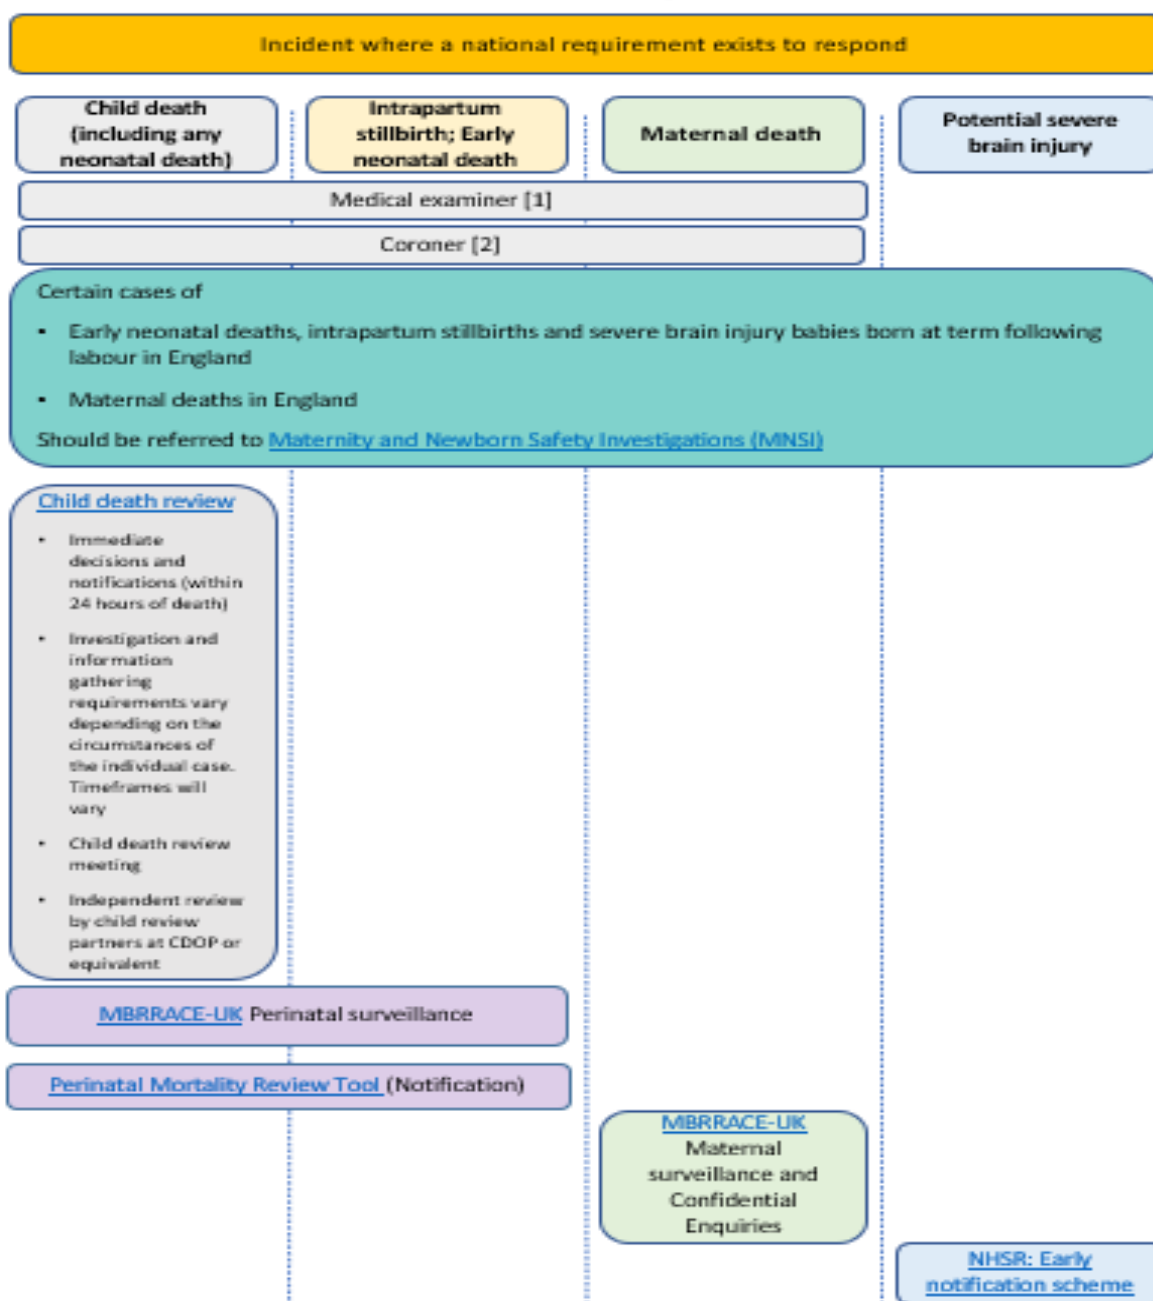 Incident where a national requirement exists to respond
Child death
(including any
neonatal death)
Intrapartum
stillbirth; Early
neonatal death
Maternal death
Potential severe
brain injury
Medical examiner [1]
Coroner [2]
Certain cases of
• Early neonatal deaths, intrapartum stillbirths and severe brain injury babies born at term following
labour in England
• Maternal deaths in England
Should be referred to Maternity and Newborn Safety Investigations (MNSI)
Child death review
• Immediate
decisions and
notifications (within
24 hours of death)
• Investigation and
information
gathering
requirements vary
depending on the
circumstances of
the individual case.
Timeframes will
vary
• Child death review
meeting
• Independent review
by child review
partners at CDOP or
equivalent
MBRRACE-UK Perinatal surveillance
Perinatal Mortality Review Tool (Notification)
MBRRACE-UK
Maternal
surveillance and
Confidential
Enquiries
NHSR: Early
notification scheme